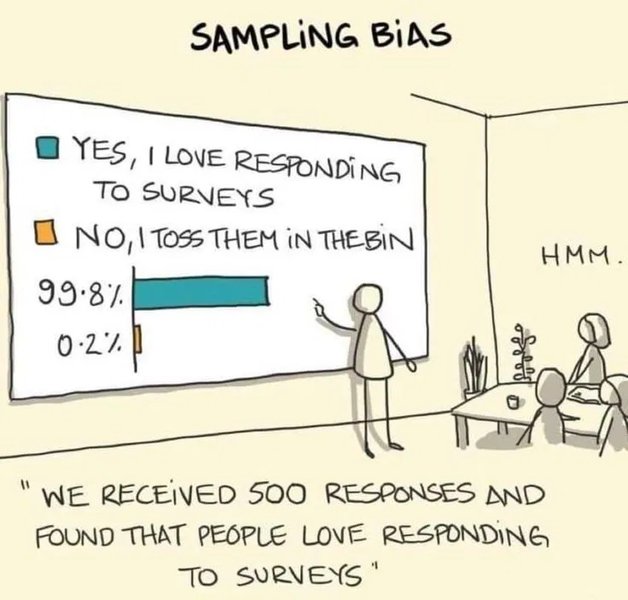 SAMPLING BIAS
YES, I LOVE RESPONDING
TO SURVEYS
NO, I TOSS THEM IN THE BIN
99.8%
0.2%
HMM.
"WE RECEIVED 500 RESPONSES AND
FOUND THAT PEOPLE LOVE RESPONDING
TO SURVEYS"